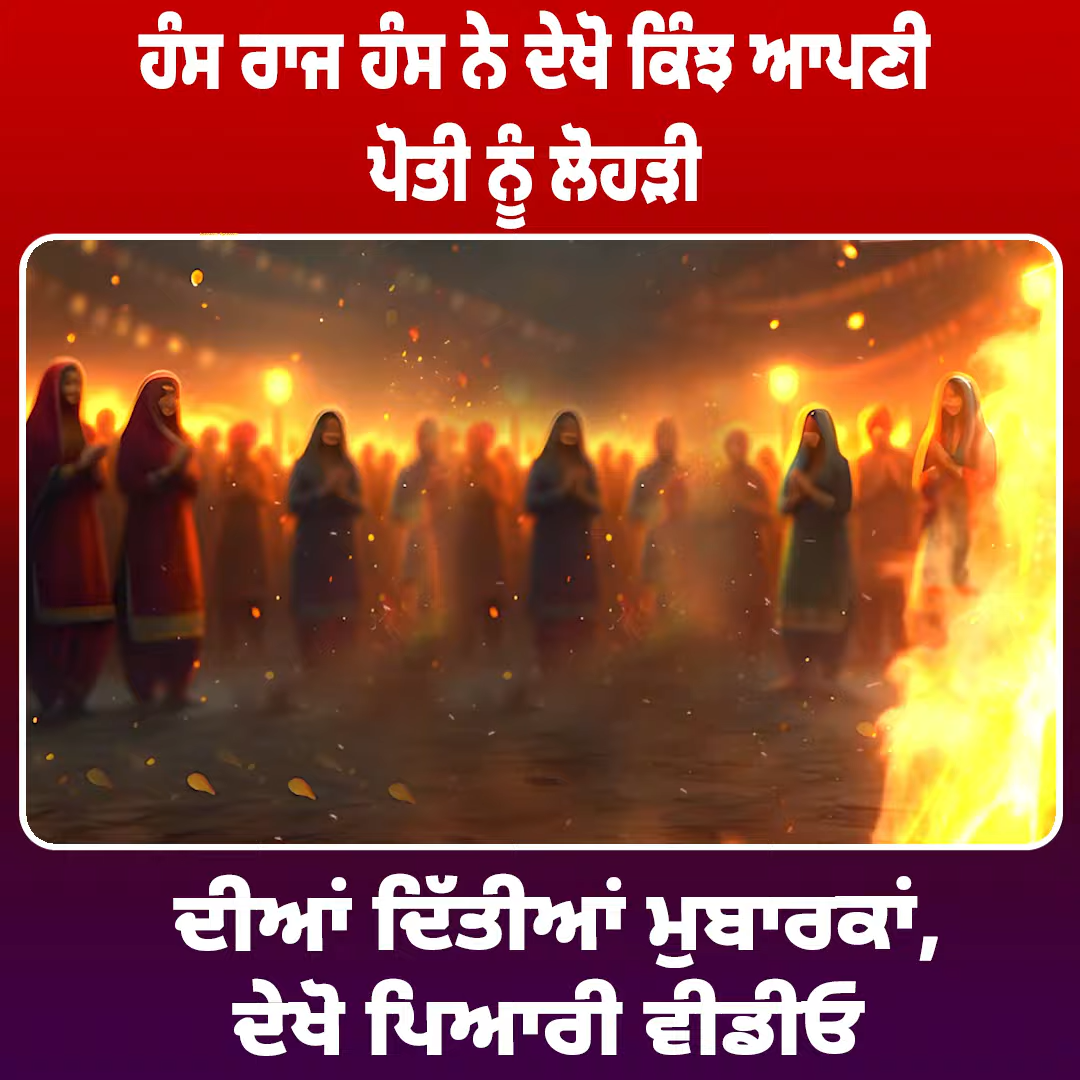 ਹੰਸ ਰਾਜ ਹੰਸ ਨੇ ਦੇਖੋ ਕਿੰਝ ਆਪਣੀ
ਪੋਤੀ ਨੂੰ ਲੋਹੜੀ
ਦੀਆਂ ਦਿੱਤੀਆਂ ਮੁਬਾਰਕਾਂ,
ਦੇਖੋ ਪਿਆਰੀ ਵੀਡੀਓ